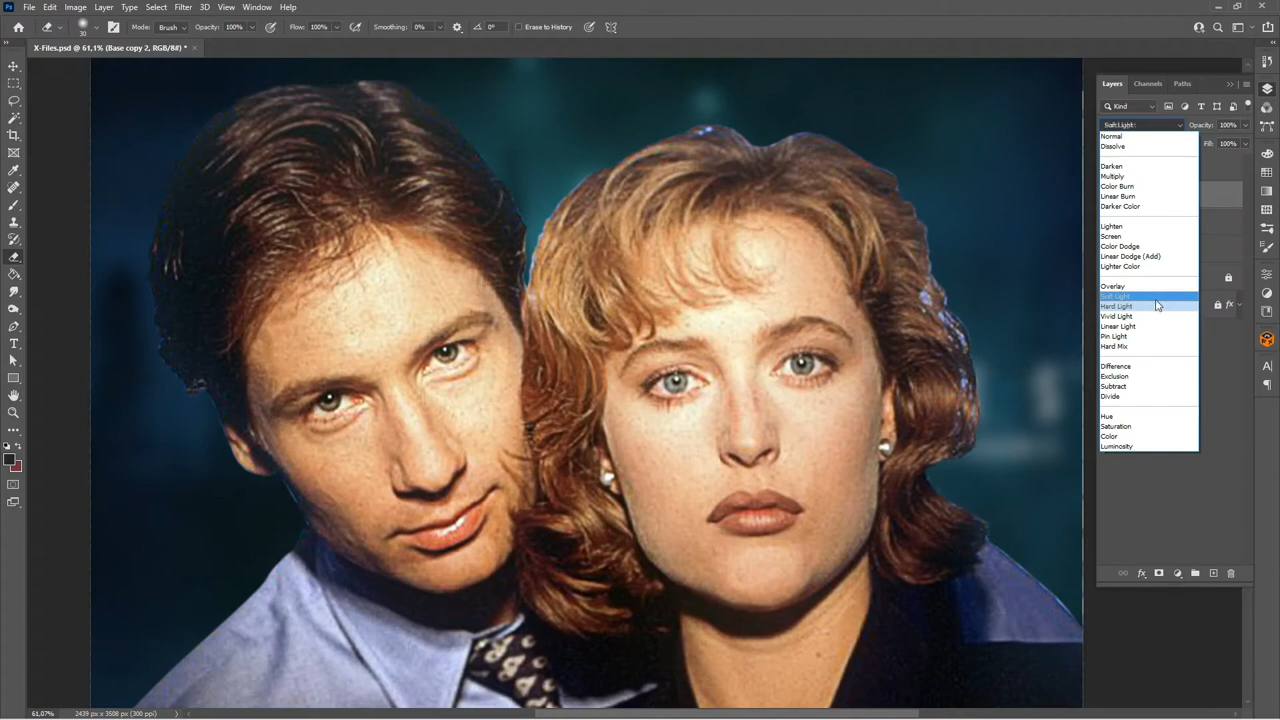 Ps File Edit Image Layer Type Select Filter 3D View Window Help
30 Mode: Brush Opacity: 100% Flow: 100% Smoothing: 0% 0° Erase to History
X-Files.psd @ 61,1% (Base copy 2, RGB/8#) * ×
Layers Channels Paths
Kind
Soft Light Opacity: 100%
Normal
Dissolve
Fill: 100%
Darken
Multiply
Color Burn
Linear Burn
Darker Color
Lighten
Screen
Color Dodge
Linear Dodge (Add)
Lighter Color
Overlay
Soft Light
Hard Light
fx
Vivid Light
Linear Light
Pin Light
Hard Mix
Difference
Exclusion
Subtract
Divide
Hue
Saturation
Color
Luminosity
fx
61,07% 2439 px x 3508 px (300 ppi)